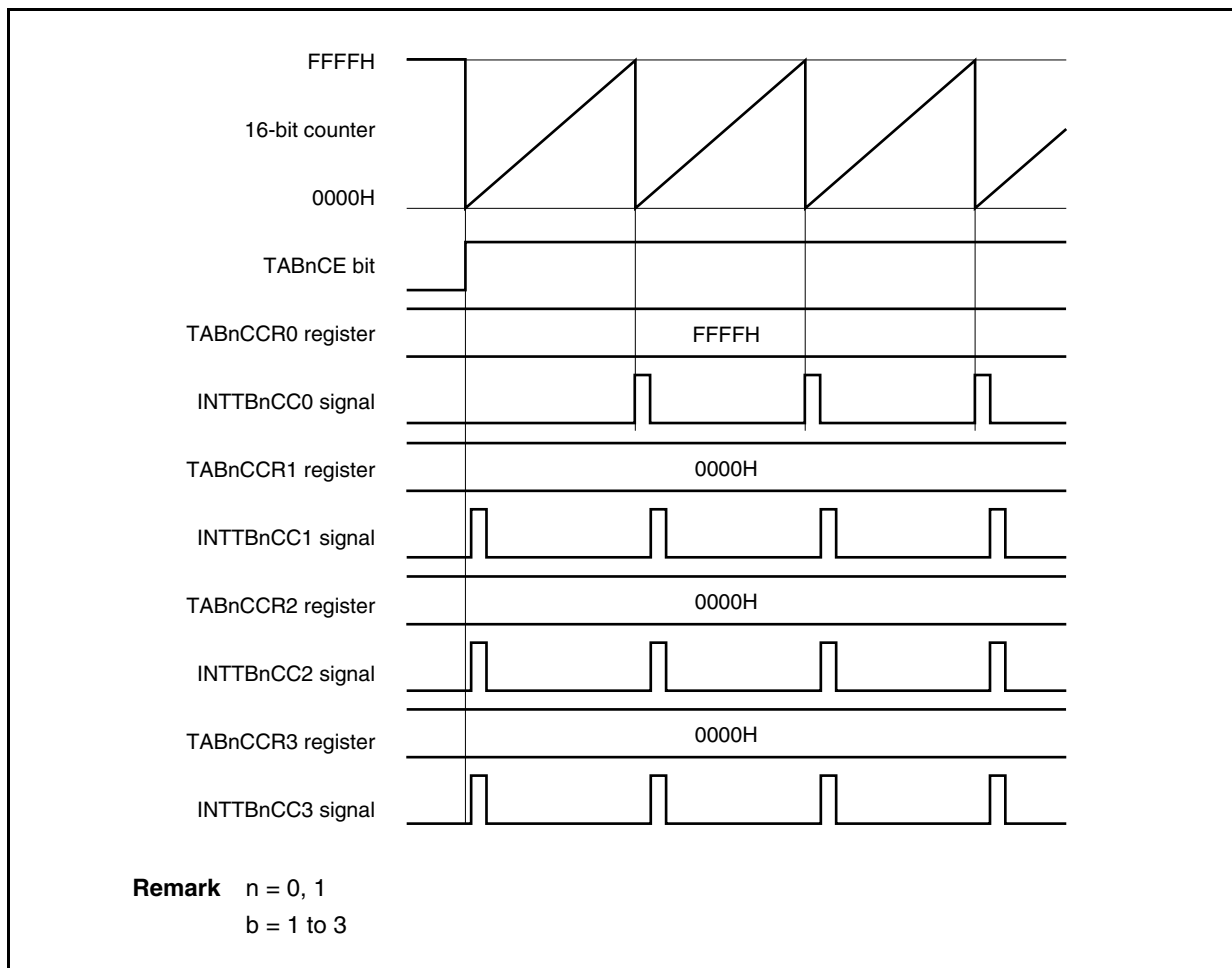 FFFFH
16-bit counter
0000H
TABnCE bit
TABnCCR0 register
FFFFH
INTTBnCC0 signal
TABnCCR1 register
0000H
INTTBnCC1 signal
TABnCCR2 register
0000H
INTTBnCC2 signal
TABnCCR3 register
0000H
INTTBnCC3 signal
Remark n = 0, 1
b = 1 to 3